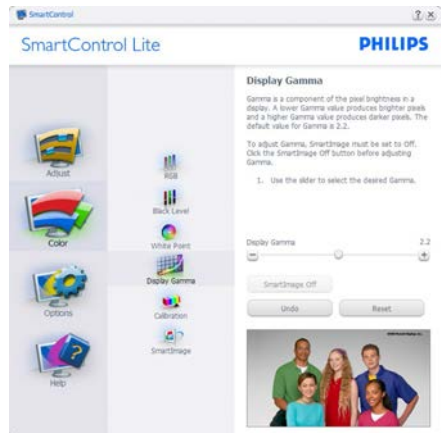 SmartControl
SmartControl Lite
PHILIPS
Adjust
Color
Options
Help
RGB
Black Level
White Point
Display Gamma
Calibration
SmartImage
Display Gamma
Gamma is a component of the pixel brightness in a
display. A lower Gamma value produces brighter pixels
and a higher Gamma value produces darker pixels. The
default value for Gamma is 2.2.
To adjust Gamma, SmartImage must be set to Off.
Click the SmartImage Off button before adjusting
Gamma.
1. Use the slider to select the desired Gamma.
Display Gamma 2.2
SmartImage Off
Undo Reset